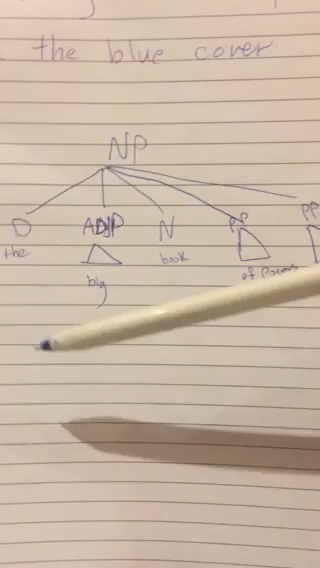 the blue cover
NP
D ADJP N PP PP
the big book of Poems